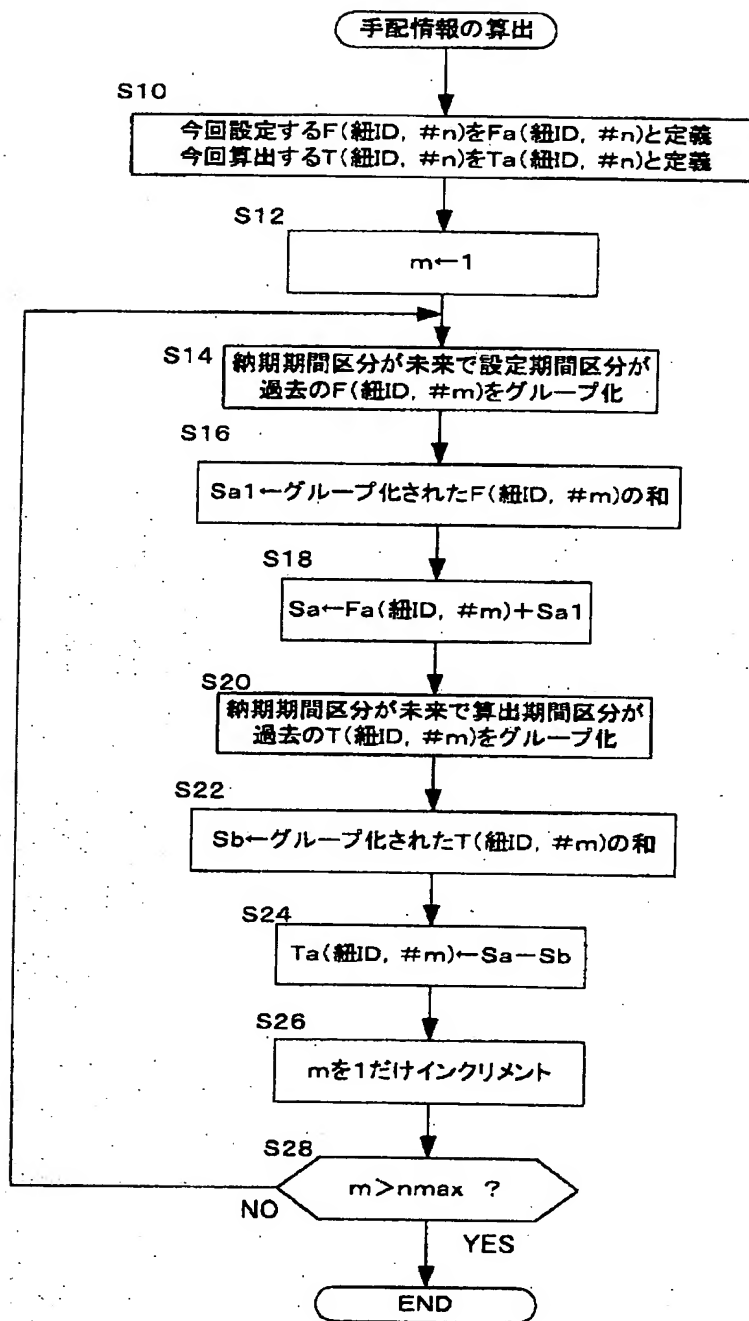 手配情報の算出
S10
今回設定するF(紐ID, #n)をFa(紐ID, #n)と定義
今回算出するT(紐ID, #n)をTa(紐ID, #n)と定義
S12
m←1
S14
納期期間区分が未来で設定期間区分が
過去のF(紐ID, #m)をグループ化
S16
Sa1←グループ化されたF(紐ID, #m)の和
S18
Sa←Fa(紐ID, #m)+Sa1
S20
納期期間区分が未来で算出期間区分が
過去のT(紐ID, #m)をグループ化
S22
Sb←グループ化されたT(紐ID, #m)の和
S24
Ta(紐ID, #m)←Sa-Sb
S26
mを1だけインクリメント
S28
m>nmax ?
NO
YES
END